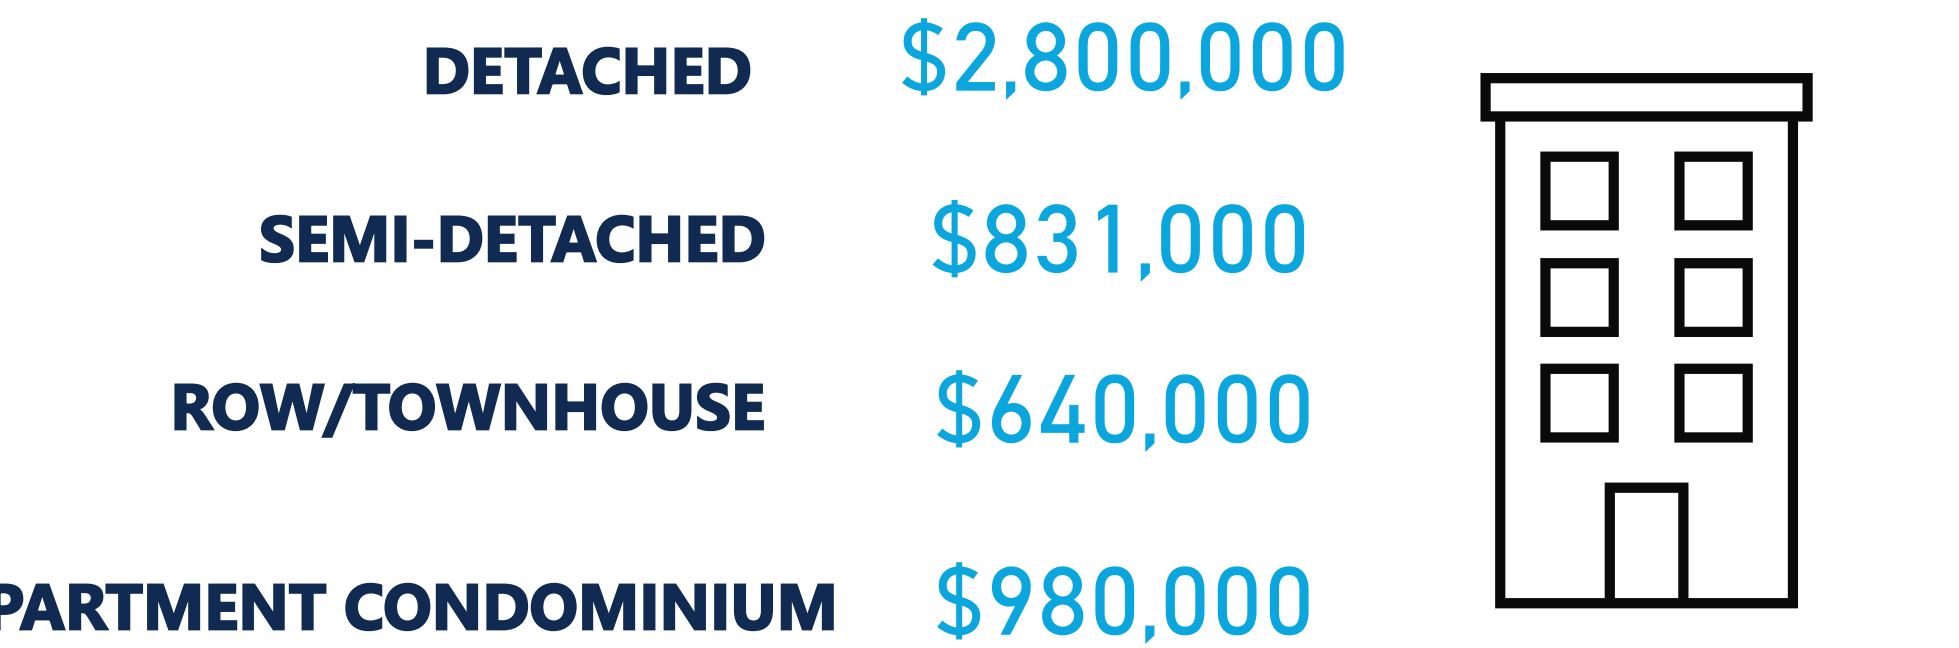 DETACHED $2,800,000
SEMI-DETACHED $831,000
ROW/TOWNHOUSE $640,000
PARTMENT CONDOMINIUM $980,000